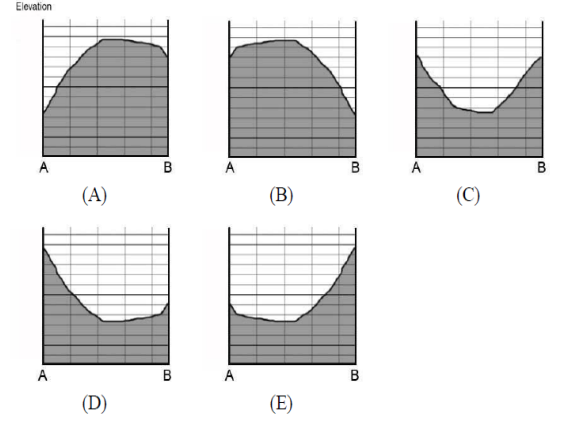 Elevation
A B A B A B
(A) (B) (C)
A B A B
(D) (E)